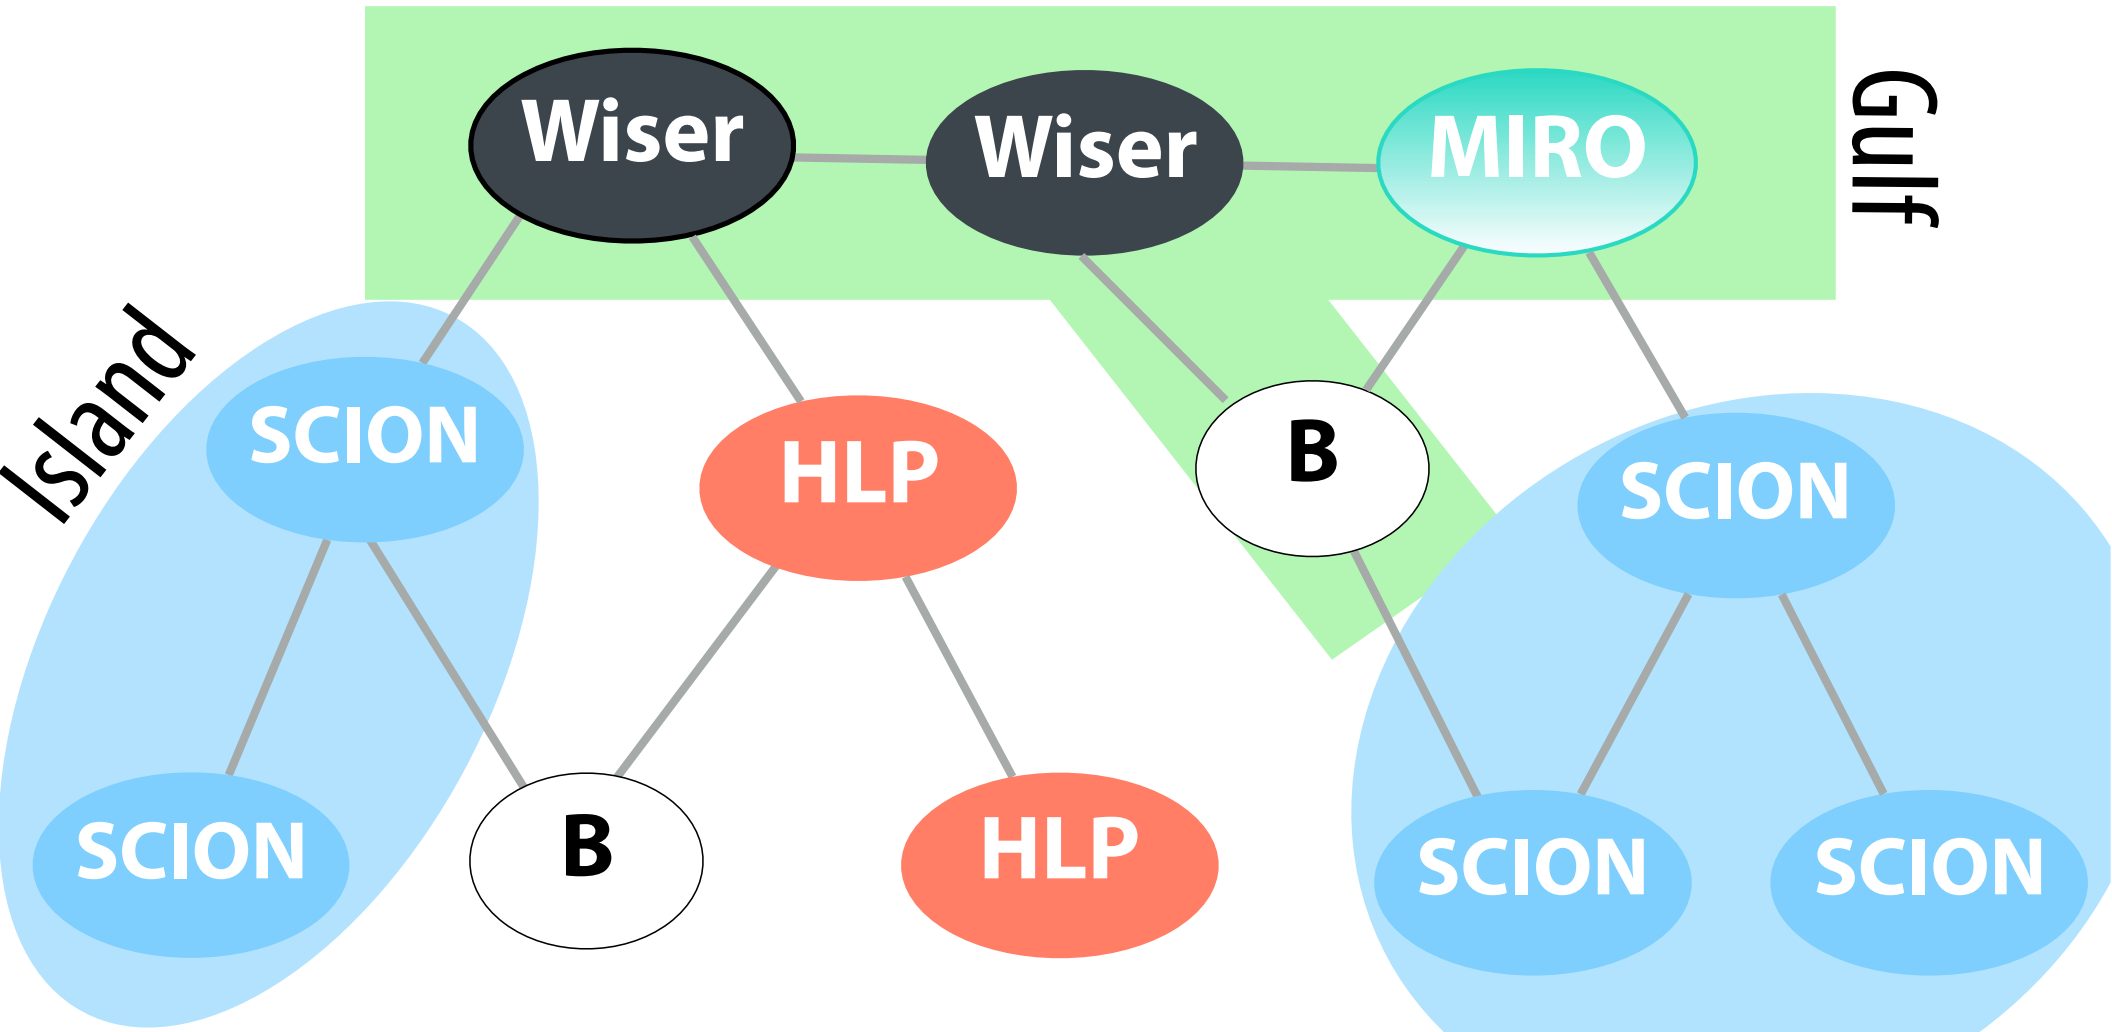 Wiser
Wiser
MIRO
Gulf
Island
SCION
HLP
B
SCION
SCION
B
HLP
SCION
SCION